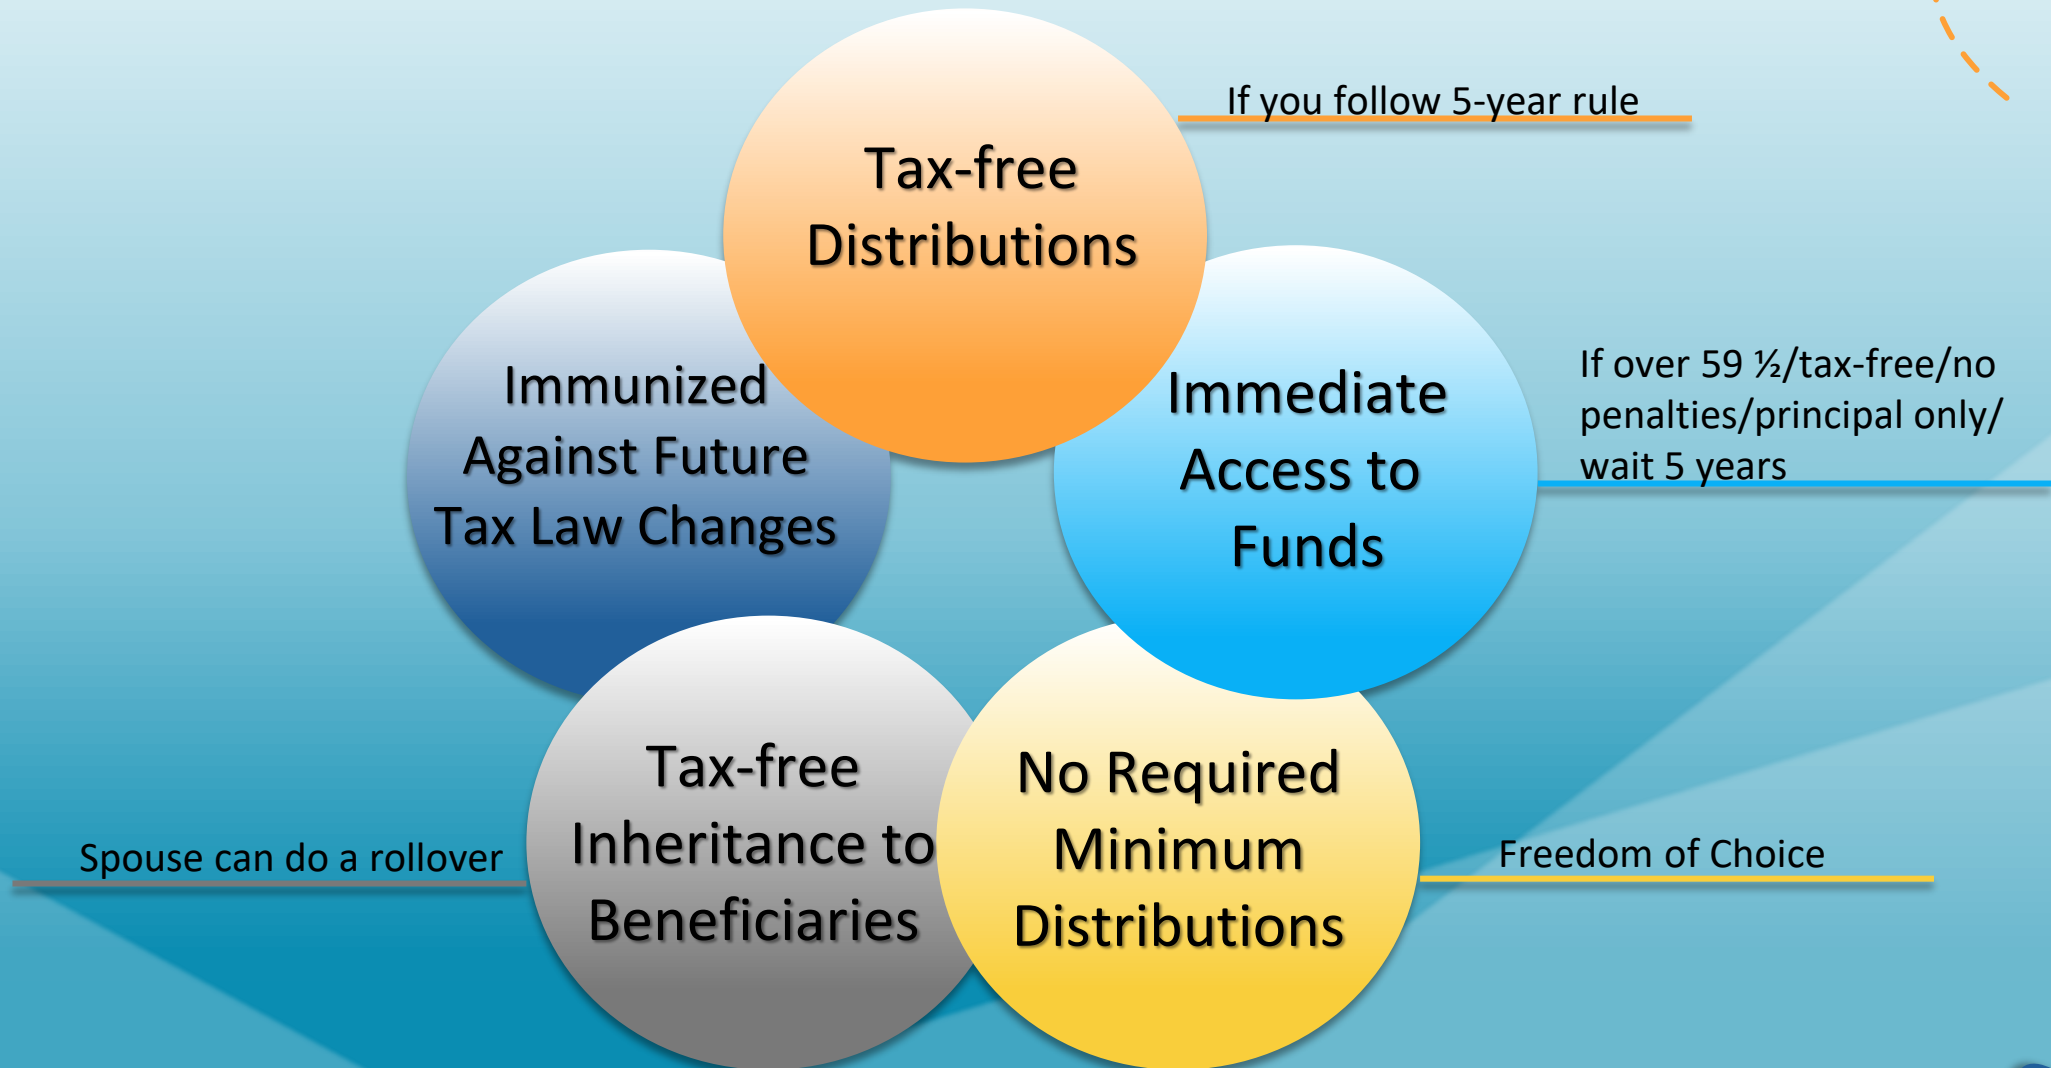 If you follow 5-year rule
Tax-free
Distributions
Immunized
Against Future
Tax Law Changes
Immediate
Access to
Funds
If over 59 ½/tax-free/no
penalties/principal only/
wait 5 years
Spouse can do a rollover
Tax-free
Inheritance to
Beneficiaries
No Required
Minimum
Distributions
Freedom of Choice